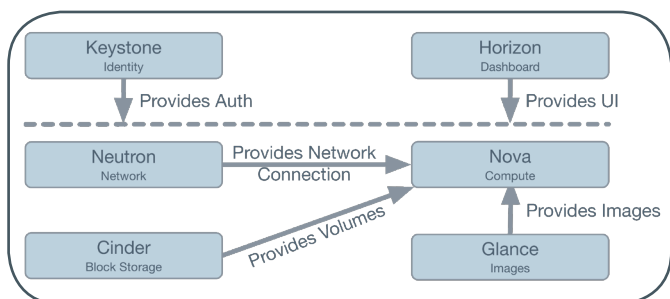 Keystone
Identity
Horizon
Dashboard
Provides Auth
Provides UI
Neutron
Network
Provides Network
Connection
Nova
Compute
Provides Volumes
Provides Images
Cinder
Block Storage
Glance
Images